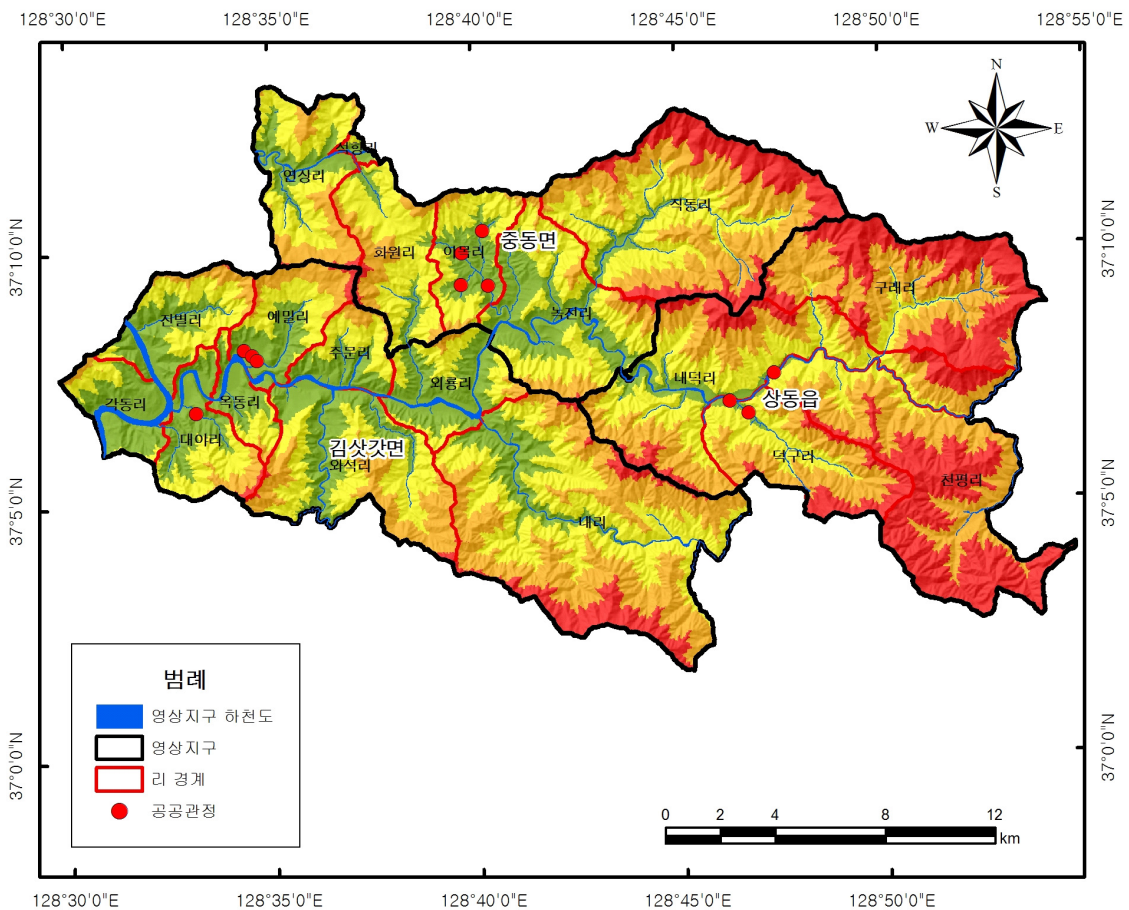 128°30'0"E 128°35'0"E 128°40'0"E 128°45'0"E 128°50'0"E 128°55'0"E
N
W E
S
37°10'0"N
37°10'0"N
37°5'0"N
37°5'0"N
37°0'0"N
37°0'0"N
석항리
연상리
직동리
중동면
화원리
이목리
구래리
녹전리
진별리
예밀리
주문리
외룡리
내덕리
상동읍
각동리
옥동리
대야리
김삿갓면
와석리
덕구리
천평리
내리
범례
영상지구 하천도
영상지구
리 경계
공공관정
0 2 4 8 12
km
128°30'0"E 128°35'0"E 128°40'0"E 128°45'0"E 128°50'0"E